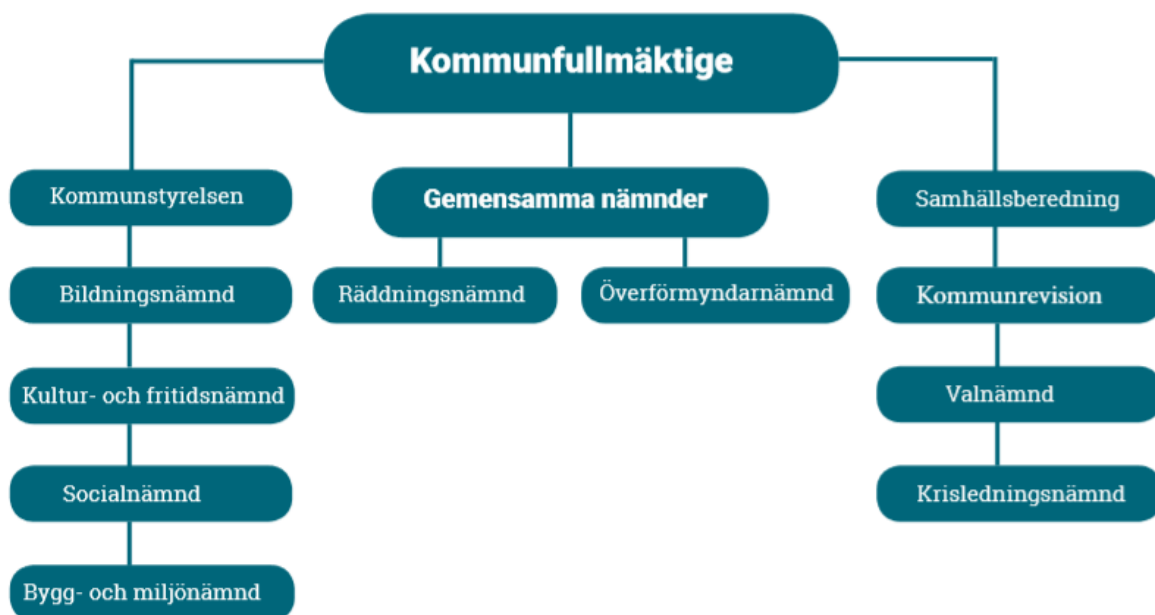 Kommunfullmäktige
Kommunstyrelsen
Bildningsnämnd
Kultur- och fritidsnämnd
Socialnämnd
Bygg- och miljönämnd
Gemensamma nämnder
Räddningsnämnd
Överförmyndarnämnd
Samhällsberedning
Kommunrevision
Valnämnd
Krisledningsnämnd